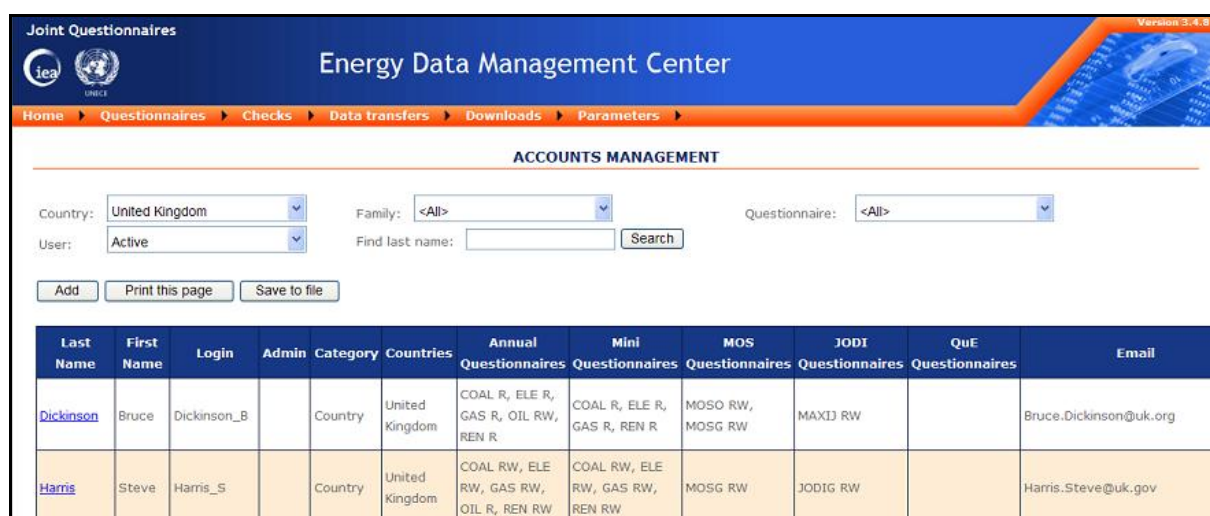 Joint Questionnaires
Version 3.4.8
iea
UNECE
Energy Data Management Center
Home Questionnaires Checks Data transfers Downloads Parameters
ACCOUNTS MANAGEMENT
Country: United Kingdom Family: <All> Questionnaire: <All>
User: Active Find last name: Search
Add Print this page Save to file
Last First Annual Mini MOS JODI QuE
Name Name Login Admin Category Countries Questionnaires Questionnaires Questionnaires Questionnaires Questionnaires Email
COAL R, ELE R,
Dickinson Bruce Dickinson_B Country United GAS R, OIL RW, COAL R, ELE R, MOSO RW, MAXIJ RW Bruce.Dickinson@uk.org
Kingdom REN R GAS R, REN R MOSG RW
COAL RW, ELE COAL RW, ELE
Harris Steve Harris_S Country United RW, GAS RW, RW, GAS RW, MOSG RW JODIG RW Harris.Steve@uk.gov
Kingdom OIL R, REN RW REN RW